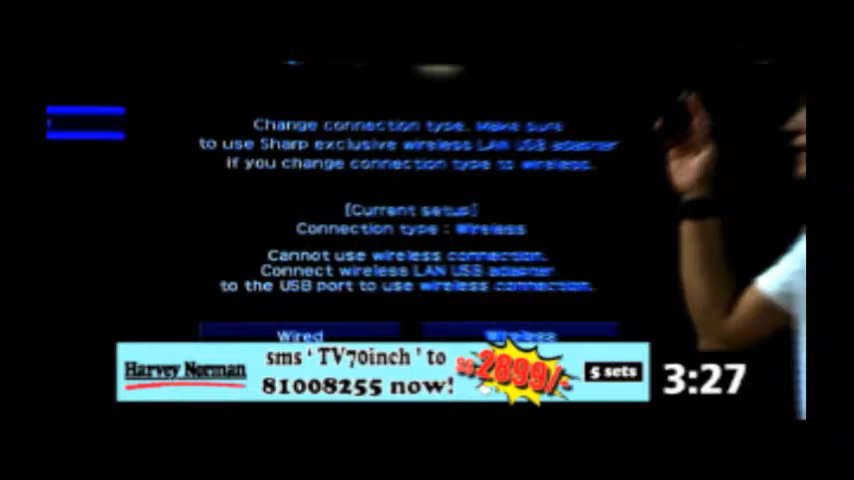 Change connection type. Make sure
to use Sharp exclusive wireless LAN USB adapter
if you change connection type to wireless.
[Current setup]
Connection type : Wireless
Cannot use wireless connection.
Connect wireless LAN USB adapter
to the USB port to use wireless connection.
Wired Wireless
Harvey Norman
sms ' TV70inch ' to
81008255 now!
S$ 2899/-
5 sets
3:27